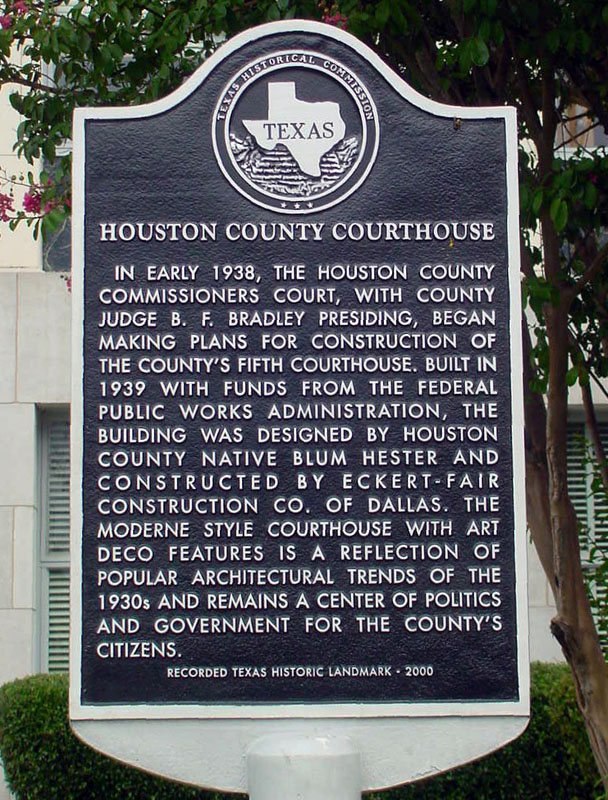 TEXAS HISTORICAL COMMISSION
TEXAS
HOUSTON COUNTY COURTHOUSE
IN EARLY 1938, THE HOUSTON COUNTY
COMMISSIONERS COURT, WITH COUNTY
JUDGE B. F. BRADLEY PRESIDING, BEGAN
MAKING PLANS FOR CONSTRUCTION OF
THE COUNTY'S FIFTH COURTHOUSE. BUILT IN
1939 WITH FUNDS FROM THE FEDERAL
PUBLIC WORKS ADMINISTRATION, THE
BUILDING WAS DESIGNED BY HOUSTON
COUNTY NATIVE BLUM HESTER AND
CONSTRUCTED BY ECKERT-FAIR
CONSTRUCTION CO. OF DALLAS. THE
MODERNE STYLE COURTHOUSE WITH ART
DECO FEATURES IS A REFLECTION OF
POPULAR ARCHITECTURAL TRENDS OF THE
1930s AND REMAINS A CENTER OF POLITICS
AND GOVERNMENT FOR THE COUNTY'S
CITIZENS.
RECORDED TEXAS HISTORIC LANDMARK - 2000